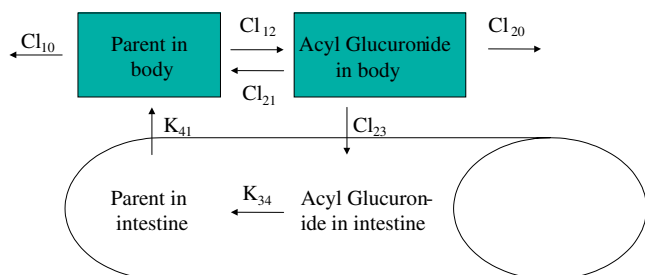 Cl10
Parent in
body
Cl12
Cl21
Acyl Glucuronide
in body
Cl20
K41
Cl23
Parent in
intestine
K34
Acyl Glucuron-
ide in intestine